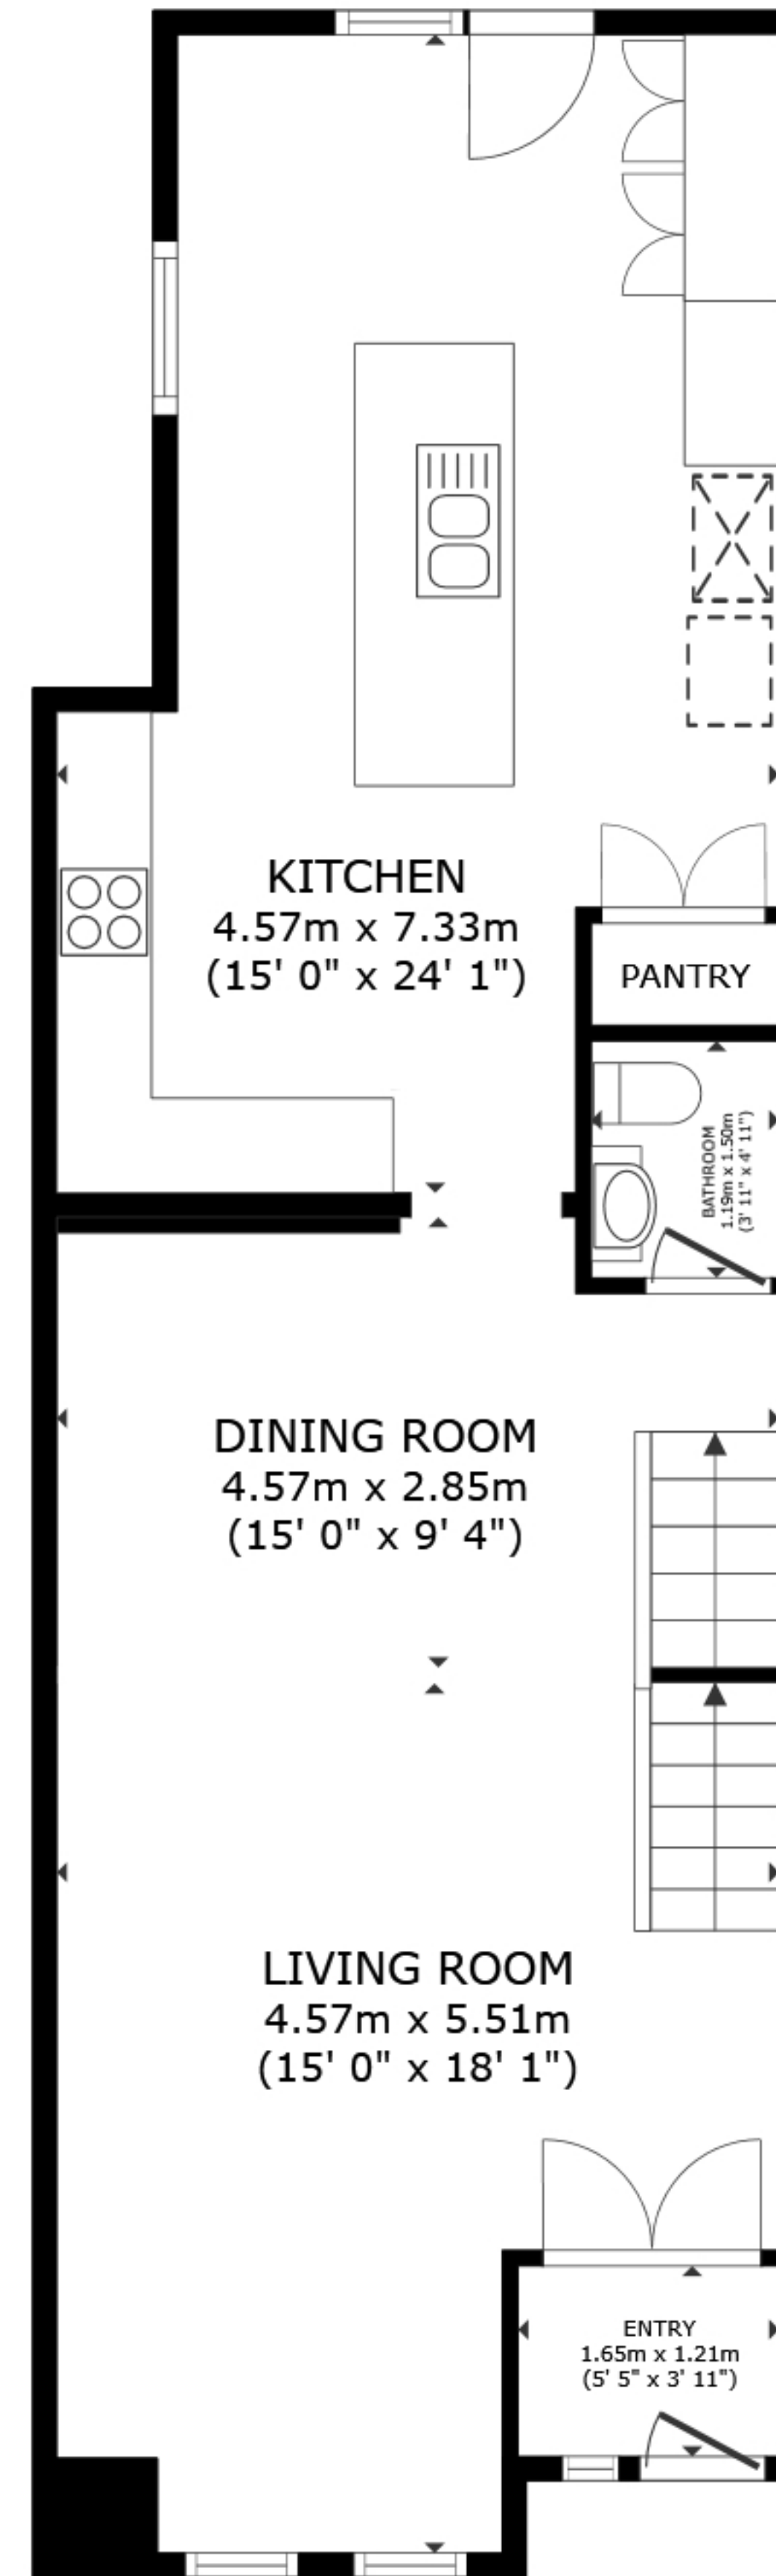 KITCHEN
4.57m x 7.33m
(15' 0" x 24' 1")
PANTRY
BATHROOM
1.19m x 1.50m
(3' 11" x 4' 11")
DINING ROOM
4.57m x 2.85m
(15' 0" x 9' 4")
LIVING ROOM
4.57m x 5.51m
(15' 0" x 18' 1")
ENTRY
1.65m x 1.21m
(5' 5" x 3' 11")